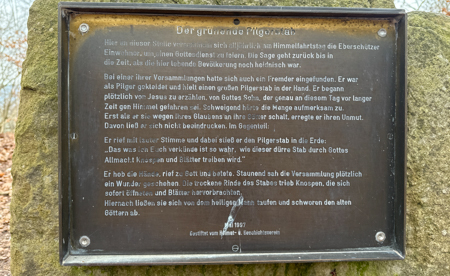 Der grünende Pilgerstab
Hier an dieser Stelle versammeln sich alljährlich am Himmelfahrtstag die Eberschützer
Einwohner, um einen Gottesdienst zu feiern. Die Sage geht zurück bis in
die Zeit, als die hier lebende Bevölkerung noch heidnisch war.
Bei einer ihrer Versammlungen hatte sich auch ein Fremder eingefunden. Er war
als Pilger gekleidet und hielt einen großen Pilgerstab in der Hand. Er begann
plötzlich von Jesus zu erzählen, von Gottes Sohn, der genau an diesem Tag vor langer
Zeit gen Himmel gefahren sei. Schweigend hörte die Menge aufmerksam zu.
Erst als er sie wegen ihres Glaubens an ihre Götter schalt, erregte er ihren Unmut.
Davon ließ er sich nicht beeindrucken. Im Gegenteil:
Er rief mit lauter Stimme und dabei stieß er den Pilgerstab in die Erde:
"Das was ich Euch verkünde ist so wahr, wie dieser dürre Stab durch Gottes
Allmacht Knospen und Blätter treiben wird."
Er hob die Hände, rief zu Gott und betete. Staunend sah die Versammlung plötzlich
ein Wunder geschehen. Die trockene Rinde des Stabes trieb Knospen, die sich
sofort öffneten und Blätter hervorbrachten.
Hiernach ließen sie sich von dem heiligen Mann taufen und schworen den alten
Göttern ab.
Mai 1997
Gestiftet vom Heimat- u. Geschichtsverein